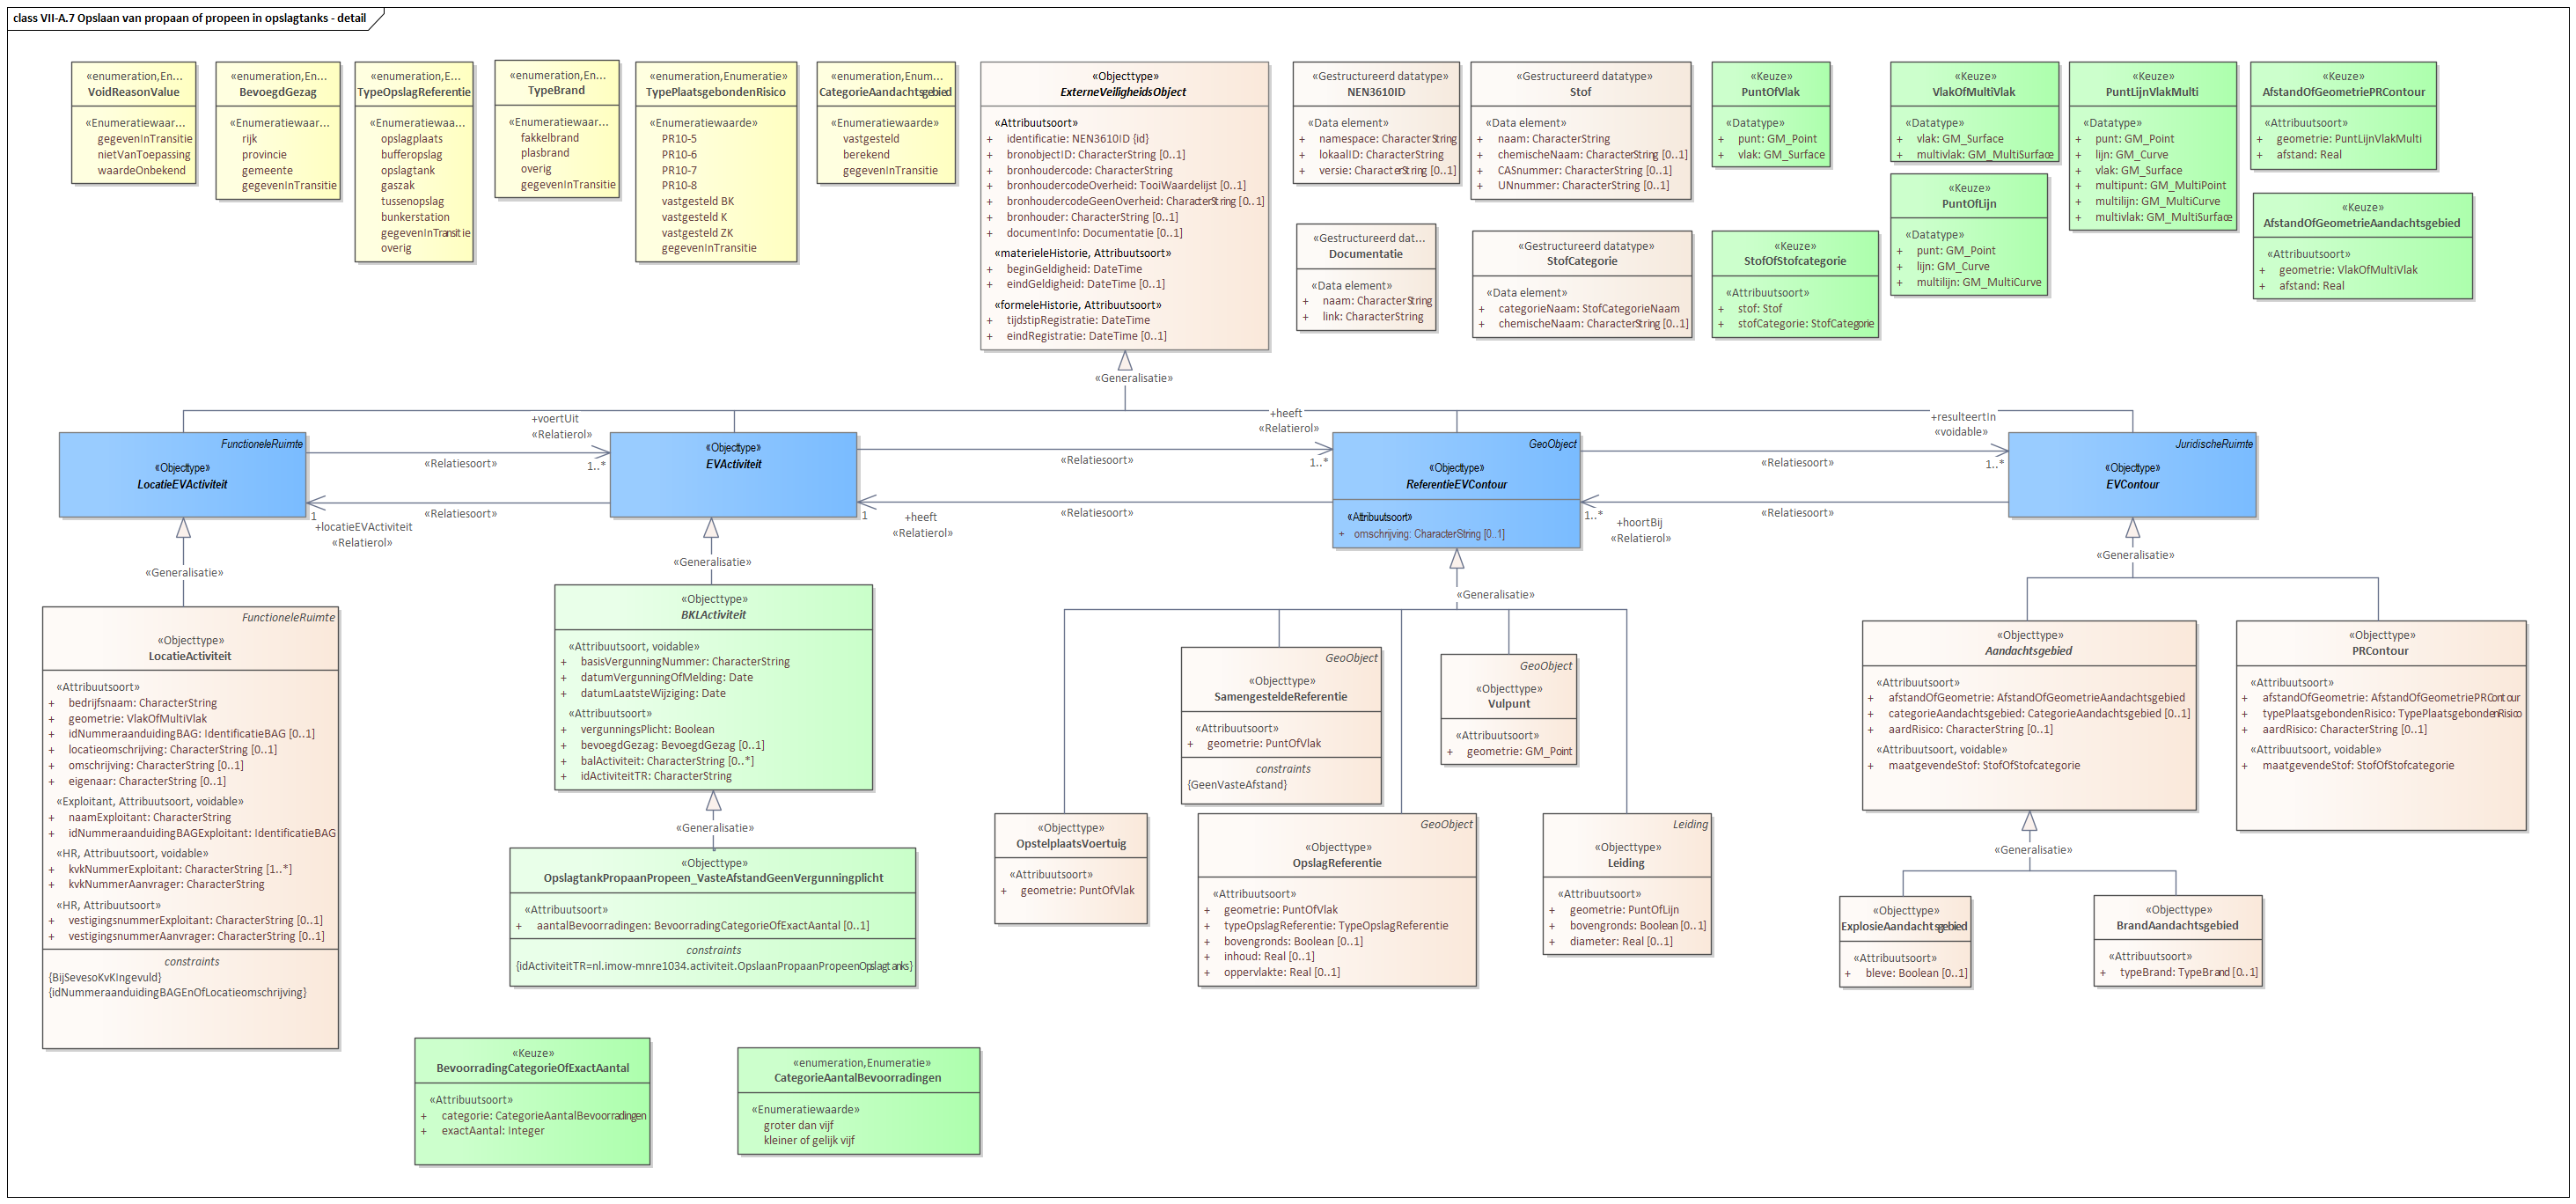 class VII-A.7 Opslaan van propaan of propeen in opslagtanks - detail
«enumeration,En...
VoidReasonValue
«Enumeratiewaar...
gegevenInTransitie
nietVanToepassing
waardeOnbekend
«enumeration,En...
BevoegdGezag
«Enumeratiewaar...
rijk
provincie
gemeente
gegevenInTransitie
«enumeration,E...
TypeOpslagReferentie
«Enumeratiewaa...
opslagplaats
bufferopslag
opslagtank
gaszak
tussenopslag
bunkerstation
gegevenInTransitie
overig
«enumeration,En...
TypeBrand
«Enumeratiewaar...
fakkelbrand
plasbrand
overig
gegevenInTransitie
«enumeration,Enumeratie»
TypePlaatsgebondenRisico
«Enumeratiewaarde»
PR10-5
PR10-6
PR10-7
PR10-8
vastgesteld BK
vastgesteld K
vastgesteld ZK
gegevenInTransitie
«enumeration,Enum...
CategorieAandachtsgebied
«Enumeratiewaarde»
vastgesteld
berekend
gegevenInTransitie
«Objecttype»
ExterneVeiligheidsObject
«Attribuutsoort»
+ identificatie: NEN3610ID {id}
+ bronobjectID: CharacterString [0..1]
+ bronhoudercode: CharacterString
+ bronhoudercodeOverheid: TooiWaardelijst [0..1]
+ bronhoudercodeGeenOverheid: CharacterString [0..1]
+ bronhouder: CharacterString [0..1]
+ documentInfo: Documentatie [0..1]
«materieleHistorie, Attribuutsoort»
+ beginGeldigheid: DateTime
+ eindGeldigheid: DateTime [0..1]
«formeleHistorie, Attribuutsoort»
+ tijdstipRegistratie: DateTime
+ eindRegistratie: DateTime [0..1]
«Gestructureerd datatype»
NEN3610ID
«Data element»
+ namespace: CharacterString
+ lokaalID: CharacterString
+ versie: CharacterString [0..1]
«Gestructureerd dat...
Documentatie
«Data element»
+ naam: CharacterString
+ link: CharacterString
«Gestructureerd datatype»
Stof
«Data element»
+ naam: CharacterString
+ chemischeNaam: CharacterString [0..1]
+ CASnummer: CharacterString [0..1]
+ UNnummer: CharacterString [0..1]
«Gestructureerd datatype»
StofCategorie
«Data element»
+ categorieNaam: StofCategorieNaam
+ chemischeNaam: CharacterString [0..1]
«Keuze»
PuntOfVlak
«Datatype»
+ punt: GM_Point
+ vlak: GM_Surface
«Keuze»
StofOfStofcategorie
«Attribuutsoort»
+ stof: Stof
+ stofCategorie: StofCategorie
«Keuze»
VlakOfMultiVlak
«Datatype»
+ vlak: GM_Surface
+ multivlak: GM_MultiSurface
«Keuze»
PuntOfLijn
«Datatype»
+ punt: GM_Point
+ lijn: GM_Curve
+ multilijn: GM_MultiCurve
«Keuze»
PuntLijnVlakMulti
«Datatype»
+ punt: GM_Point
+ lijn: GM_Curve
+ vlak: GM_Surface
+ multipunt: GM_MultiPoint
+ multilijn: GM_MultiCurve
+ multivlak: GM_MultiSurface
«Keuze»
AfstandOfGeometriePRContour
«Attribuutsoort»
+ geometrie: PuntLijnVlakMulti
+ afstand: Real
«Keuze»
AfstandOfGeometrieAandachtsgebied
«Attribuutsoort»
+ geometrie: VlakOfMultiVlak
+ afstand: Real
«Generalisatie»
FunctioneleRuimte
«Objecttype»
LocatieEVActiviteit
+voertUit
«Relatierol»
1..*
«Relatiesoort»
«Relatiesoort»
1
+locatieEVActiviteit
«Relatierol»
«Objecttype»
EVActiviteit
+heeft
«Relatierol»
1..*
«Relatiesoort»
«Relatiesoort»
1
+heeft
«Relatierol»
GeoObject
«Objecttype»
ReferentieEVContour
«Attribuutsoort»
+ omschrijving: CharacterString [0..1]
+resulteertIn
«voidable»
1..*
«Relatiesoort»
«Relatiesoort»
1..*
+hoortBij
«Relatierol»
JuridischeRuimte
«Objecttype»
EVContour
«Generalisatie»
«Generalisatie»
«Generalisatie»
«Generalisatie»
FunctioneleRuimte
«Objecttype»
LocatieActiviteit
«Attribuutsoort»
+ bedrijfsnaam: CharacterString
+ geometrie: VlakOfMultiVlak
+ idNummeraanduidingBAG: IdentificatieBAG [0..1]
+ locatieomschrijving: CharacterString [0..1]
+ omschrijving: CharacterString [0..1]
+ eigenaar: CharacterString [0..1]
«Exploitant, Attribuutsoort, voidable»
+ naamExploitant: CharacterString
+ idNummeraanduidingBAGExploitant: IdentificatieBAG
«HR, Attribuutsoort, voidable»
+ kvkNummerExploitant: CharacterString [1..*]
+ kvkNummerAanvrager: CharacterString
«HR, Attribuutsoort»
+ vestigingsnummerExploitant: CharacterString [0..1]
+ vestigingsnummerAanvrager: CharacterString [0..1]
constraints
{BijSevesoKvKIngevuld}
{idNummeraanduidingBAGEnOfLocatieomschrijving}
«Objecttype»
BKLActiviteit
«Attribuutsoort, voidable»
+ basisVergunningNummer: CharacterString
+ datumVergunningOfMelding: Date
+ datumLaatsteWijziging: Date
«Attribuutsoort»
+ vergunningsPlicht: Boolean
+ bevoegdGezag: BevoegdGezag [0..1]
+ balActiviteit: CharacterString [0..*]
+ idActiviteitTR: CharacterString
«Generalisatie»
«Objecttype»
OpslagtankPropaanPropeen_VasteAfstandGeenVergunningplicht
«Attribuutsoort»
+ aantalBevoorradingen: BevoorradingCategorieOfExactAantal [0..1]
constraints
{idActiviteitTR=nl.imow-mnre1034.activiteit.OpslaanPropaanPropeenOpslagtanks}
GeoObject
«Objecttype»
SamengesteldeReferentie
«Attribuutsoort»
+ geometrie: PuntOfVlak
constraints
{GeenVasteAfstand}
GeoObject
«Objecttype»
Vulpunt
«Attribuutsoort»
+ geometrie: GM_Point
«Objecttype»
OpstelplaatsVoertuig
«Attribuutsoort»
+ geometrie: PuntOfVlak
GeoObject
«Objecttype»
OpslagReferentie
«Attribuutsoort»
+ geometrie: PuntOfVlak
+ typeOpslagReferentie: TypeOpslagReferentie
+ bovengronds: Boolean [0..1]
+ inhoud: Real [0..1]
+ oppervlakte: Real [0..1]
Leiding
«Objecttype»
Leiding
«Attribuutsoort»
+ geometrie: PuntOfLijn
+ bovengronds: Boolean [0..1]
+ diameter: Real [0..1]
«Objecttype»
Aandachtsgebied
«Attribuutsoort»
+ afstandOfGeometrie: AfstandOfGeometrieAandachtsgebied
+ categorieAandachtsgebied: CategorieAandachtsgebied [0..1]
+ aardRisico: CharacterString [0..1]
«Attribuutsoort, voidable»
+ maatgevendeStof: StofOfStofcategorie
«Objecttype»
PRContour
«Attribuutsoort»
+ afstandOfGeometrie: AfstandOfGeometriePRContour
+ typePlaatsgebondenRisico: TypePlaatsgebondenRisico
+ aardRisico: CharacterString [0..1]
«Attribuutsoort, voidable»
+ maatgevendeStof: StofOfStofcategorie
«Generalisatie»
«Objecttype»
ExplosieAandachtsgebied
«Attribuutsoort»
+ bleve: Boolean [0..1]
«Objecttype»
BrandAandachtsgebied
«Attribuutsoort»
+ typeBrand: TypeBrand [0..1]
«Keuze»
BevoorradingCategorieOfExactAantal
«Attribuutsoort»
+ categorie: CategorieAantalBevoorradingen
+ exactAantal: Integer
«enumeration,Enumeratie»
CategorieAantalBevoorradingen
«Enumeratiewaarde»
groter dan vijf
kleiner of gelijk vijf